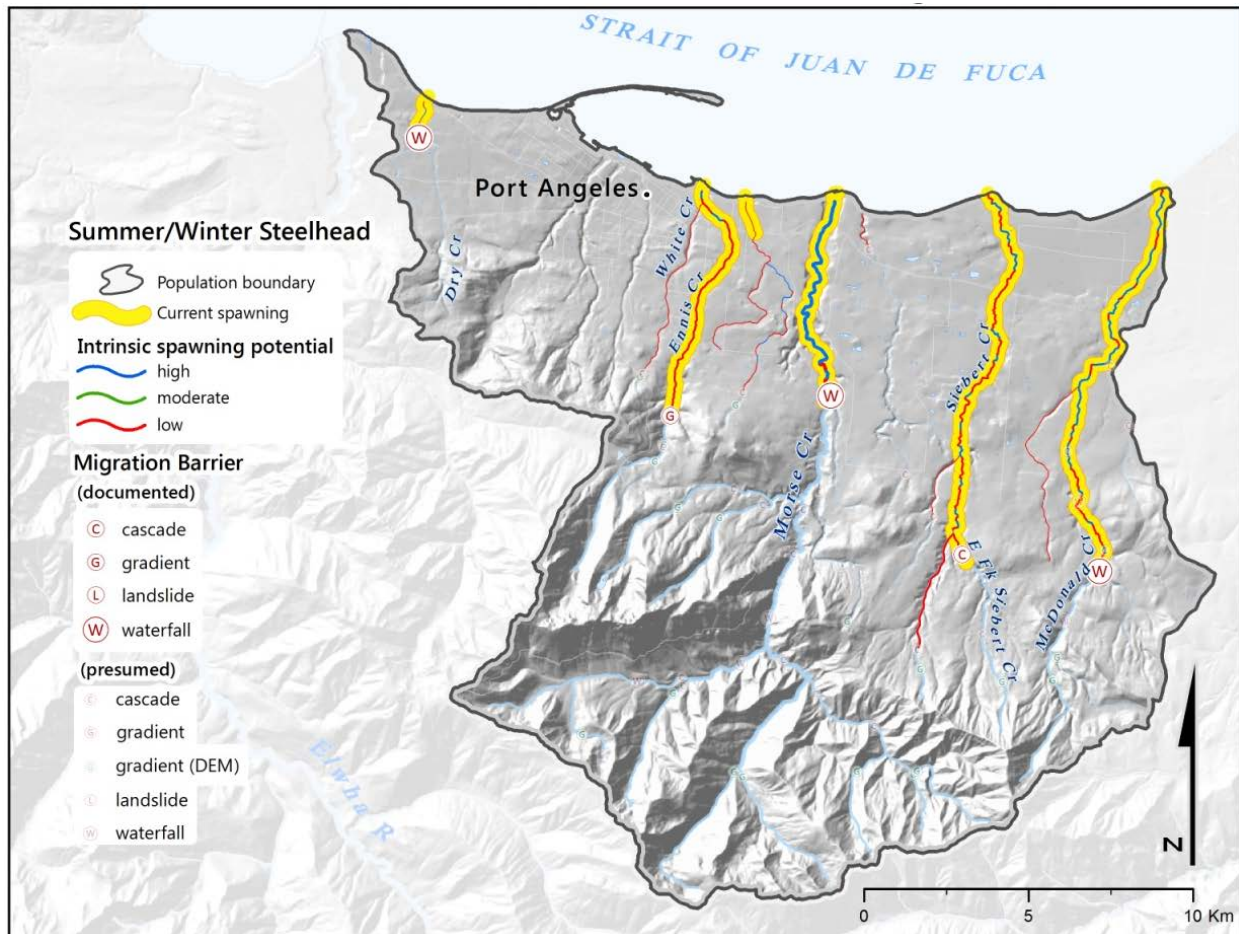 STRAIT OF JUAN DE FUCA
W
Port Angeles
White Cr
Ennis Cr
Dry Cr
Summer/Winter Steelhead
Population boundary
Current spawning
Intrinsic spawning potential
high
moderate
low
Migration Barrier
(documented)
C cascade
G gradient
L landslide
W waterfall
(presumed)
C cascade
G gradient
G gradient (DEM)
L landslide
W waterfall
G
W
Morse Cr
Siebert Cr
C
E Fk Siebert Cr
McDonald Cr
W
Elwha R
N
0 5 10 Km